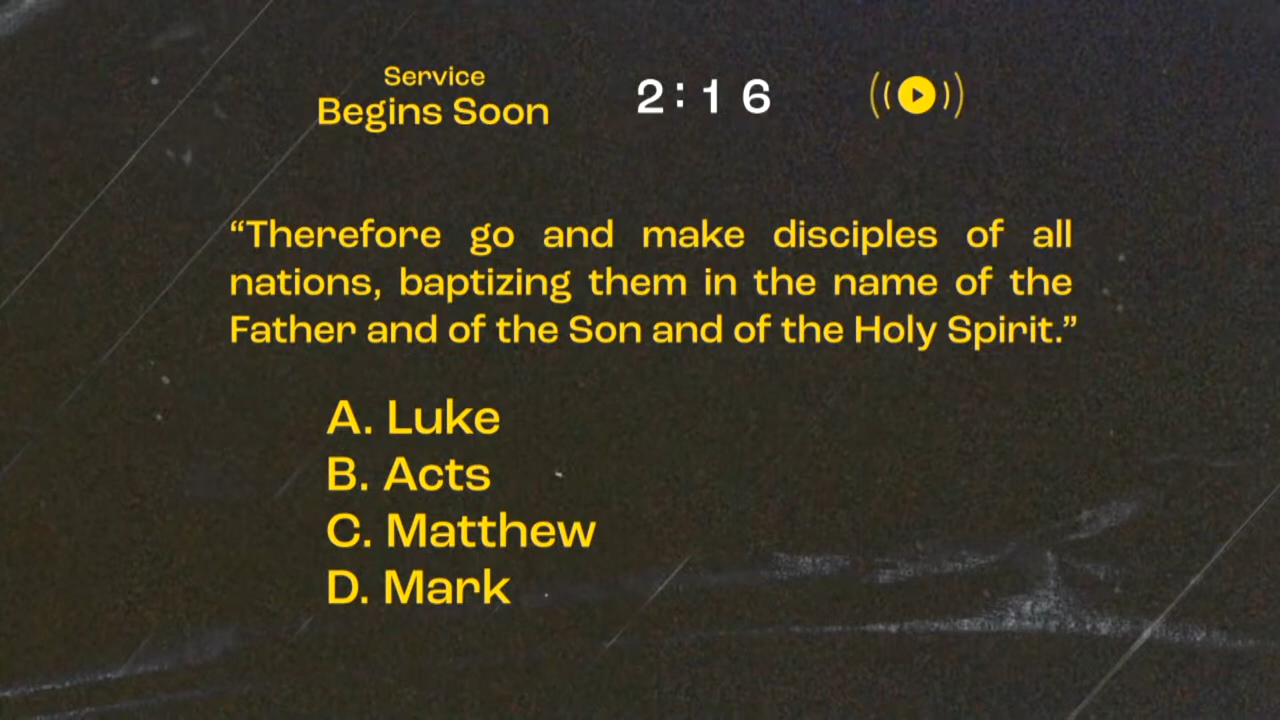 Service
Begins Soon
2:16
“Therefore go and make disciples of all
nations, baptizing them in the name of the
Father and of the Son and of the Holy Spirit.”
A. Luke
B. Acts
C. Matthew
D. Mark